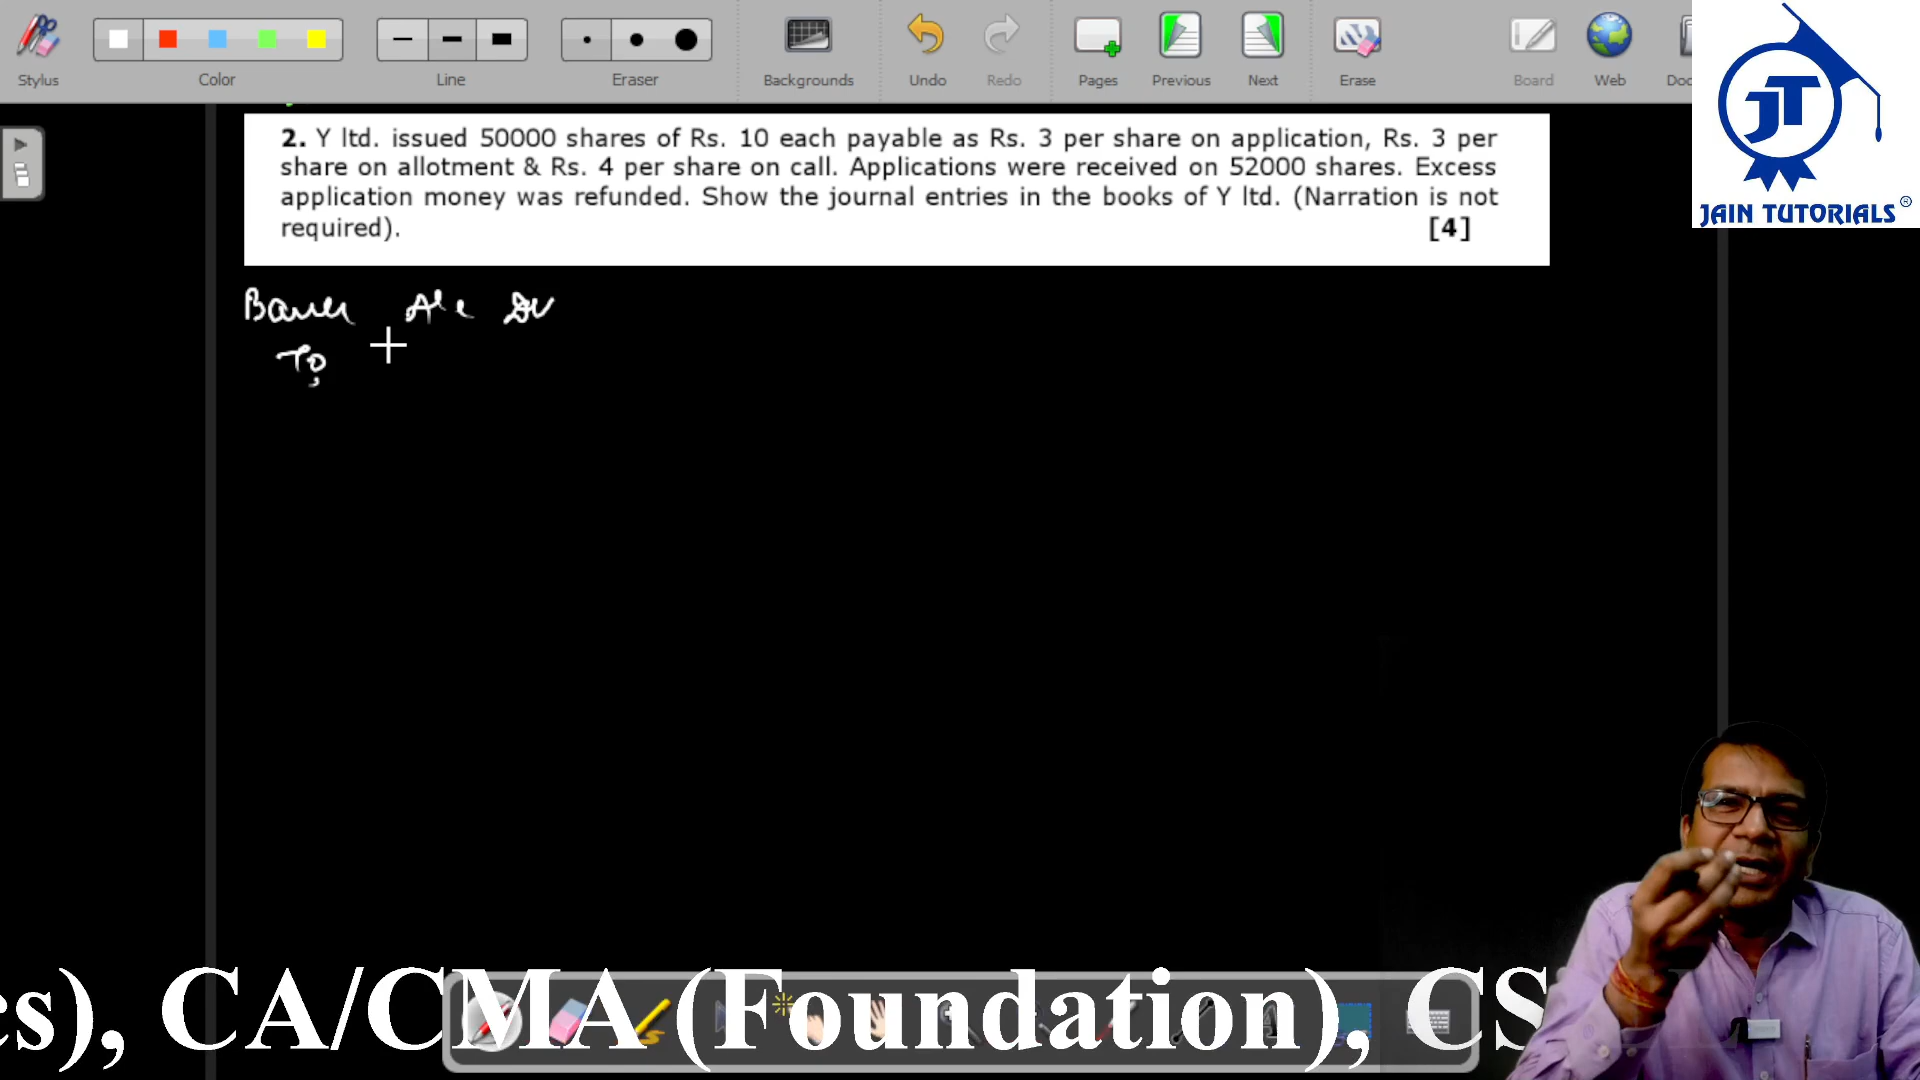 Stylus
Color
Line
Eraser
Backgrounds
Undo
Redo
Pages
Previous
Next
Erase
Board
Web
Doc
JT
JAIN TUTORIALS®
2. Y ltd. issued 50000 shares of Rs. 10 each payable as Rs. 3 per share on application, Rs. 3 per
share on allotment & Rs. 4 per share on call. Applications were received on 52000 shares. Excess
application money was refunded. Show the journal entries in the books of Y ltd. (Narration is not
required). [4]
Bank A/c Dr
To
cs), CA/CMA (Foundation), CS